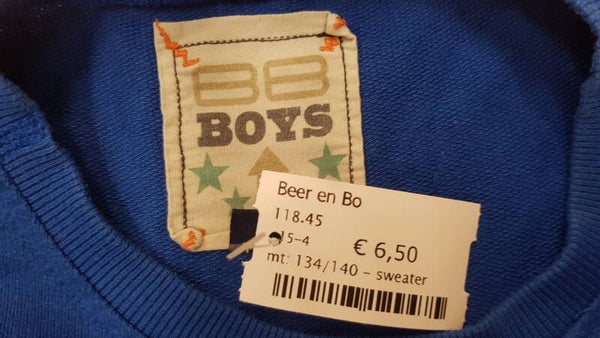 BB
BOYS
Beer en Bo
118.45
15-4
€ 6,50
mt: 134/140 - sweater